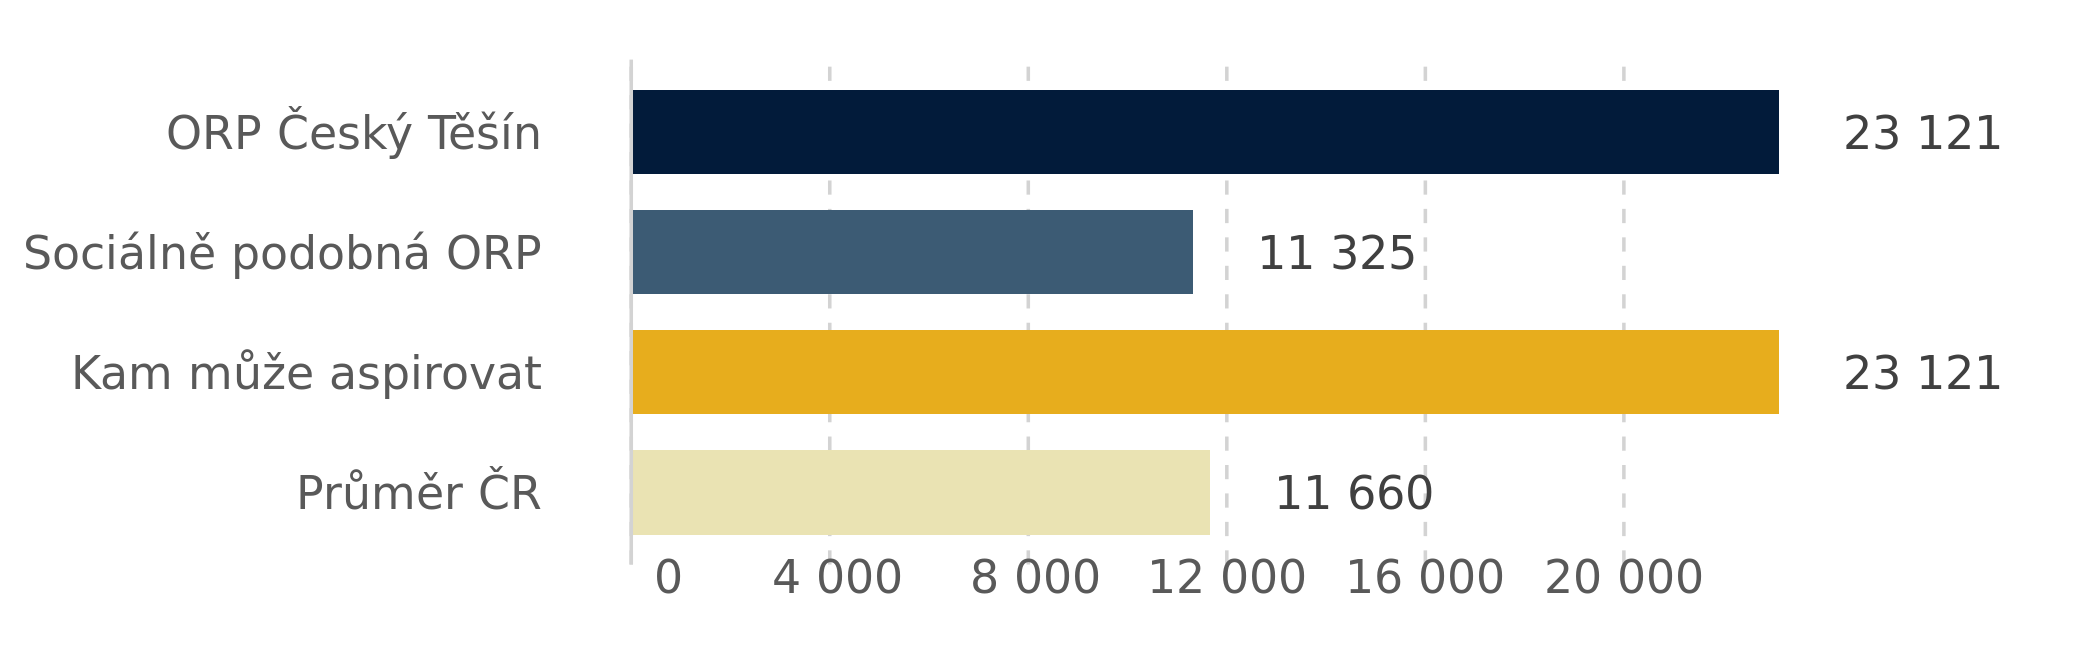 ORP Český Těšín 23 121
Sociálně podobná ORP 11 325
Kam může aspirovat 23 121
Průměr ČR 11 660
0 4 000 8 000 12 000 16 000 20 000